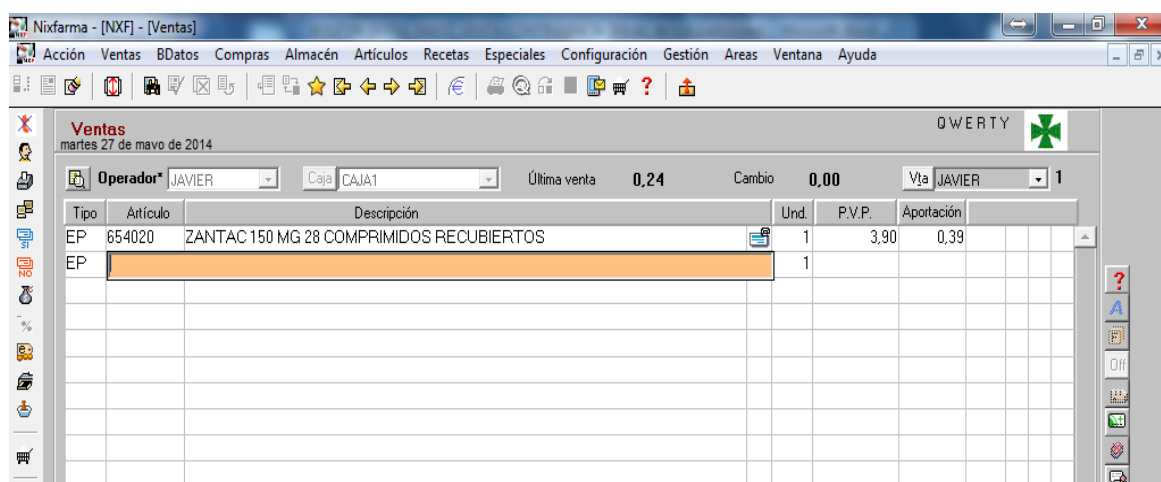 Nixfarma - [NXF] - [Ventas]
Acción Ventas BDatos Compras Almacén Artículos Recetas Especiales Configuración Gestión Areas Ventana Ayuda
Ventas
martes 27 de mayo de 2014
QWERTY
Operador* JAVIER Caja CAJA1 Última venta 0,24 Cambio 0,00 Vta JAVIER 1
Tipo Artículo Descripción Und. P.V.P. Aportación
EP 654020 ZANTAC 150 MG 28 COMPRIMIDOS RECUBIERTOS 1 3,90 0,39
EP 1
SI
NO
Off